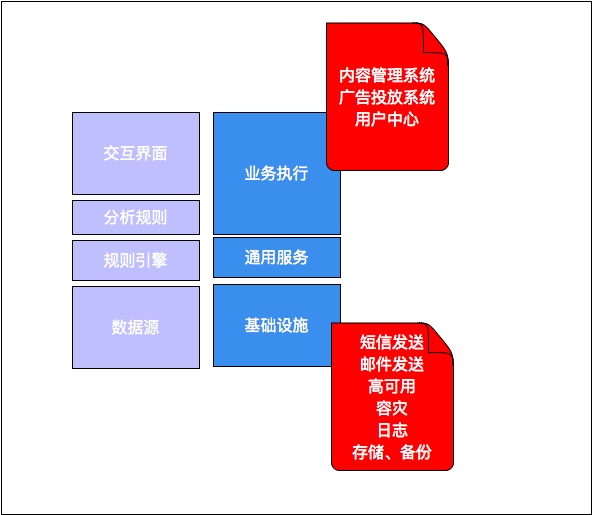 内容管理系统
广告投放系统
用户中心
交互界面
业务执行
分析规则
规则引擎
通用服务
数据源
基础设施
短信发送
邮件发送
高可用
容灾
日志
存储、备份